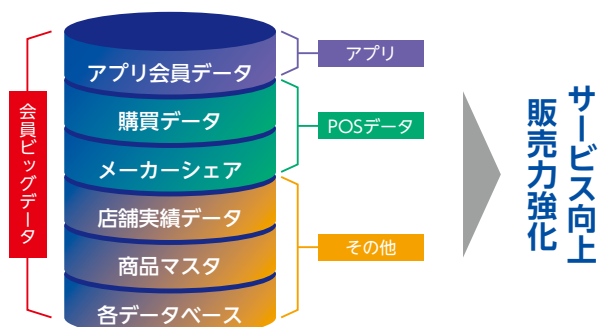 会員ビッグデータ
アプリ会員データ
購買データ
メーカーシェア
店舗実績データ
商品マスタ
各データベース
アプリ
POSデータ
その他
サービス向上
販売力強化